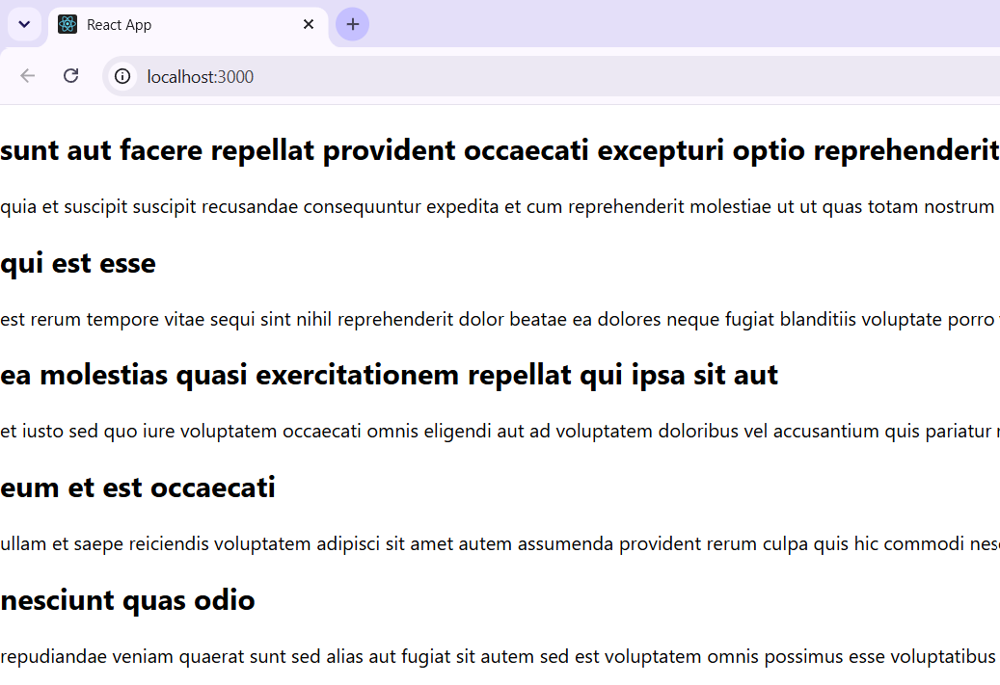 React App
localhost:3000
sunt aut facere repellat provident occaecati excepturi optio reprehenderit
quia et suscipit suscipit recusandae consequuntur expedita et cum reprehenderit molestiae ut ut quas totam nostrum
qui est esse
est rerum tempore vitae sequi sint nihil reprehenderit dolor beatae ea dolores neque fugiat blanditiis voluptate porro
ea molestias quasi exercitationem repellat qui ipsa sit aut
et iusto sed quo iure voluptatem occaecati omnis eligendi aut ad voluptatem doloribus vel accusantium quis pariatur
eum et est occaecati
ullam et saepe reiciendis voluptatem adipisci sit amet autem assumenda provident rerum culpa quis hic commodi
nesciunt quas odio
repudiandae veniam quaerat sunt sed alias aut fugiat sit autem sed est voluptatem omnis possimus esse voluptatibus